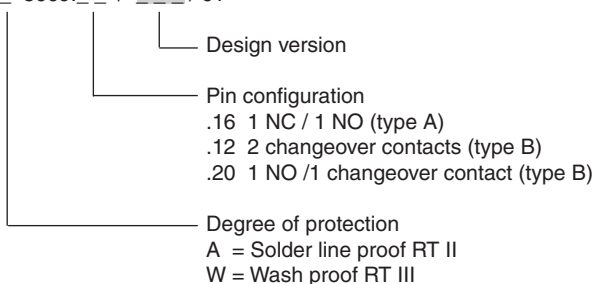 Design version
Pin configuration
.16 1 NC / 1 NO (type A)
.12 2 changeover contacts (type B)
.20 1 NO /1 changeover contact (type B)
Degree of protection
A = Solder line proof RT II
W = Wash proof RT III